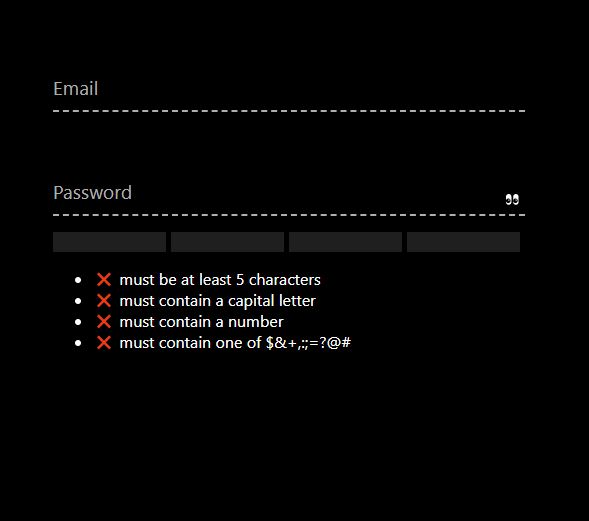 Email
Password
must be at least 5 characters
must contain a capital letter
must contain a number
must contain one of $&+,:;=?@#